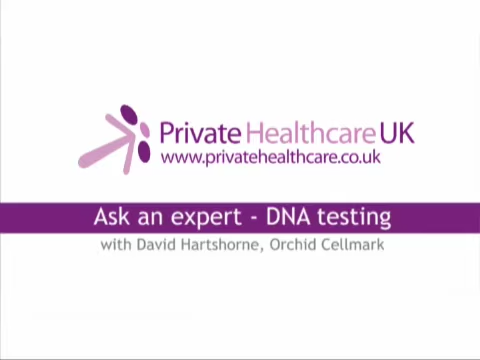 Private Healthcare UK
www.privatehealthcare.co.uk
Ask an expert - DNA testing
with David Hartshorne, Orchid Cellmark